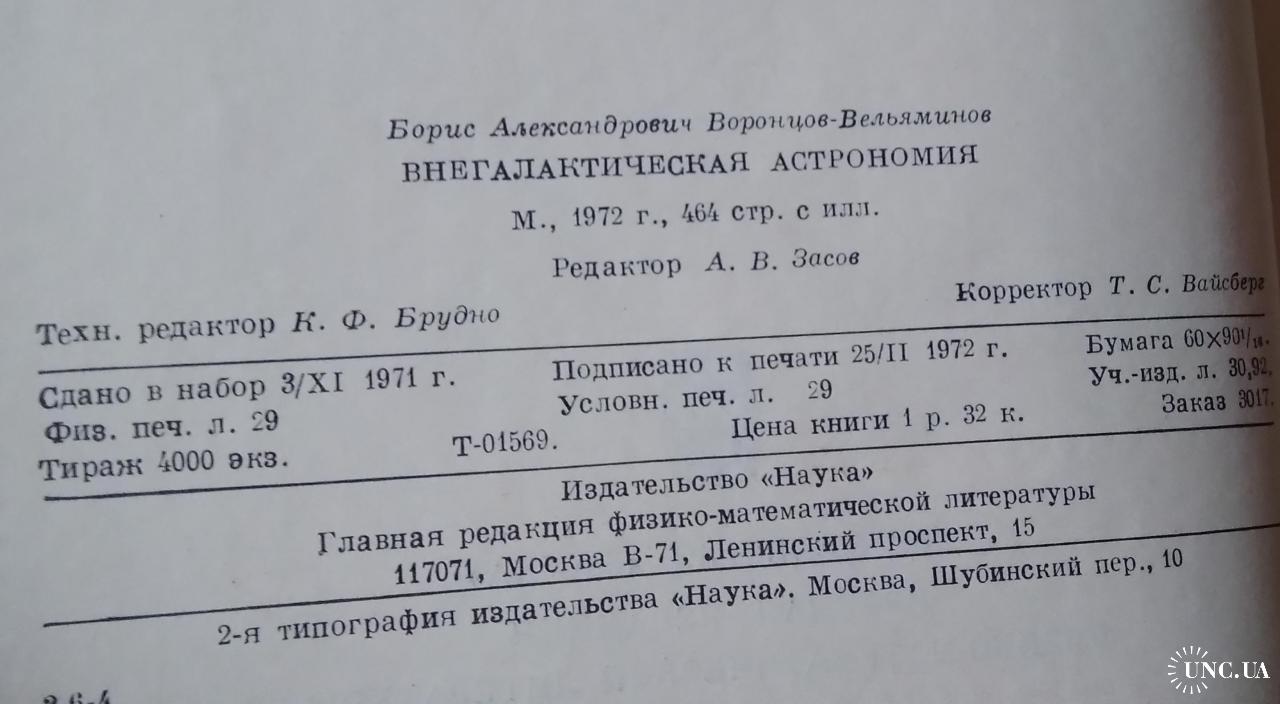 Борис Александрович Воронцов-Вельяминов
ВНЕГАЛАКТИЧЕСКАЯ АСТРОНОМИЯ
М., 1972 г., 464 стр. с илл.
Редактор А. В. Засов
Техн. редактор К. Ф. Брудно
Корректор Т. С. Вайсберг
Сдано в набор 3/XI 1971 г. Подписано к печати 25/II 1972 г. Бумага 60×90¹/₁₆.
Физ. печ. л. 29 Условн. печ. л. 29 Уч.-изд. л. 30,92.
Тираж 4000 экз. Т-01569. Цена книги 1 р. 32 к. Заказ 3017.
Издательство «Наука»
Главная редакция физико-математической литературы
117071, Москва В-71, Ленинский проспект, 15
2-я типография издательства «Наука». Москва, Шубинский пер., 10
UNC.UA